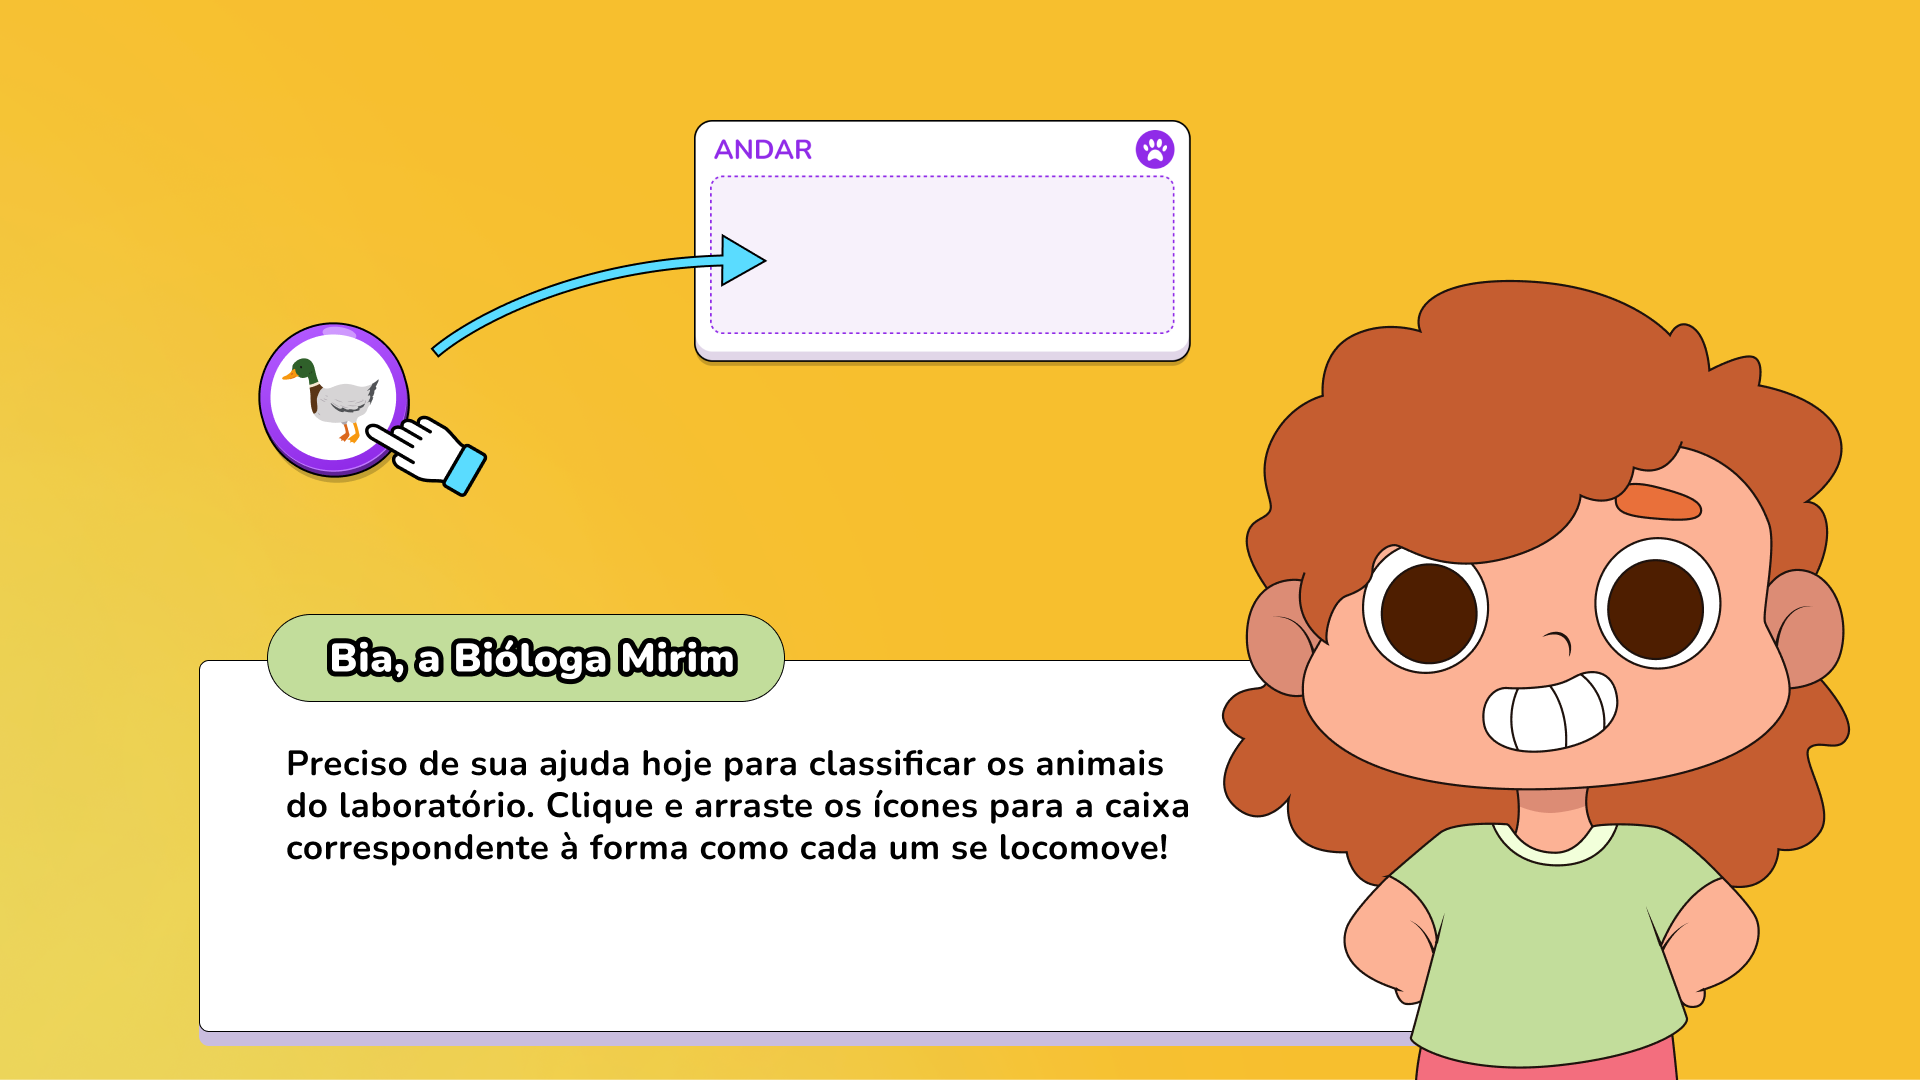 ANDAR
Bia, a Bióloga Mirim
Preciso de sua ajuda hoje para classificar os animais
do laboratório. Clique e arraste os ícones para a caixa
correspondente à forma como cada um se locomove!